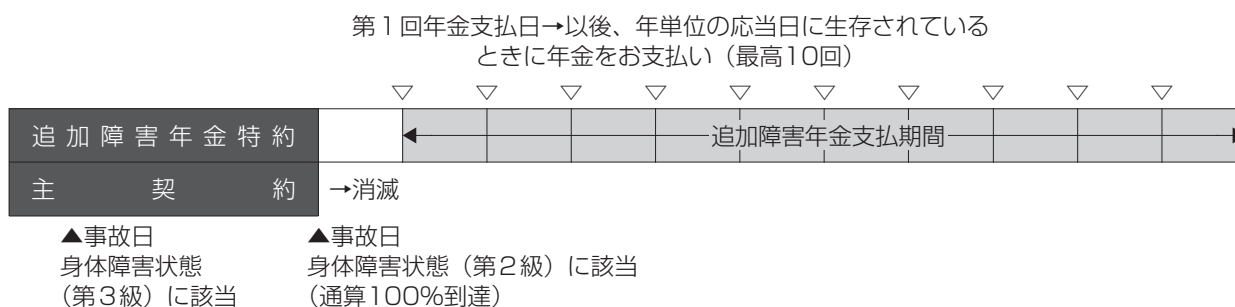 第１回年金支払日→以後、年単位の応当日に生存されている
ときに年金をお支払い（最高10回）
追加障害年金特約
追加障害年金支払期間
主契約
→消滅
▲事故日
身体障害状態
（第３級）に該当
▲事故日
身体障害状態（第２級）に該当
（通算100％到達）